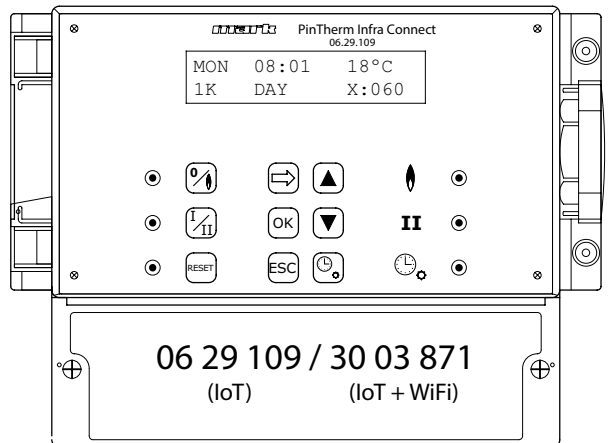 mark PinTherm Infra Connect
06.29.109
MON 08:01 18°C
1K DAY X:060
0/
I/II OK II
RESET ESC
06 29 109 / 30 03 871
(IoT) (IoT + WiFi)